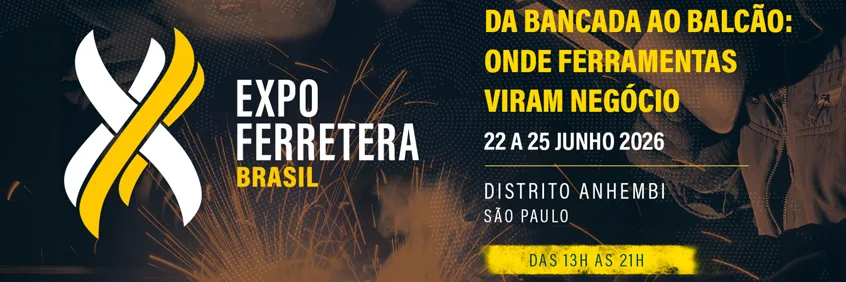 EXPO
FERRETERA
BRASIL
DA BANCADA AO BALCÃO:
ONDE FERRAMENTAS
VIRAM NEGÓCIO
22 A 25 JUNHO 2026
DISTRITO ANHEMBI
SÃO PAULO
DAS 13H AS 21H